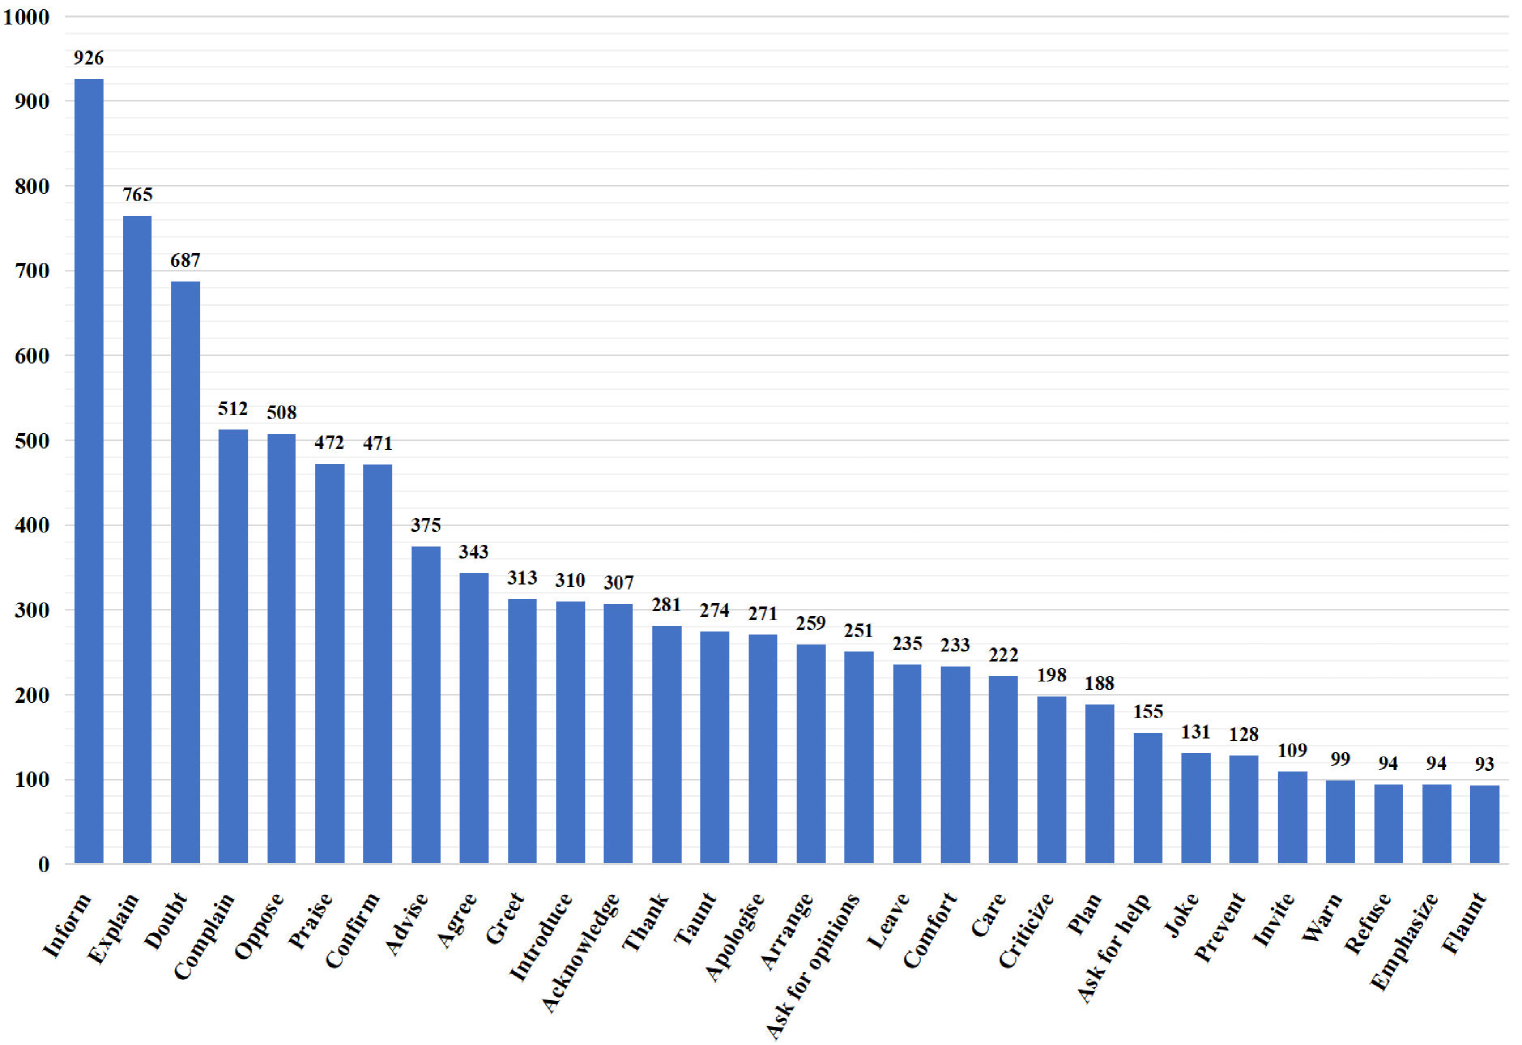 1000
900
800
700
600
500
400
300
200
100
0
926
765
687
512
508
472
471
375
343
313
310
307
281
274
271
259
251
235
233
222
198
188
155
131
128
109
99
94
94
93
Inform
Explain
Doubt
Complain
Oppose
Praise
Confirm
Advise
Agree
Greet
Introduce
Acknowledge
Thank
Taunt
Apologise
Arrange
Ask for opinions
Leave
Comfort
Care
Criticize
Plan
Ask for help
Joke
Prevent
Invite
Warn
Refuse
Emphasize
Flaunt